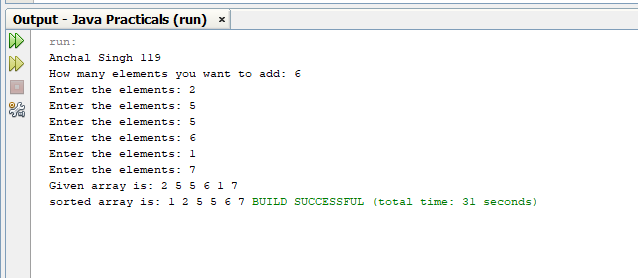 Output - Java Practicals (run) ×
run:
Anchal Singh 119
How many elements you want to add: 6
Enter the elements: 2
Enter the elements: 5
Enter the elements: 5
Enter the elements: 6
Enter the elements: 1
Enter the elements: 7
Given array is: 2 5 5 6 1 7
sorted array is: 1 2 5 5 6 7 BUILD SUCCESSFUL (total time: 31 seconds)